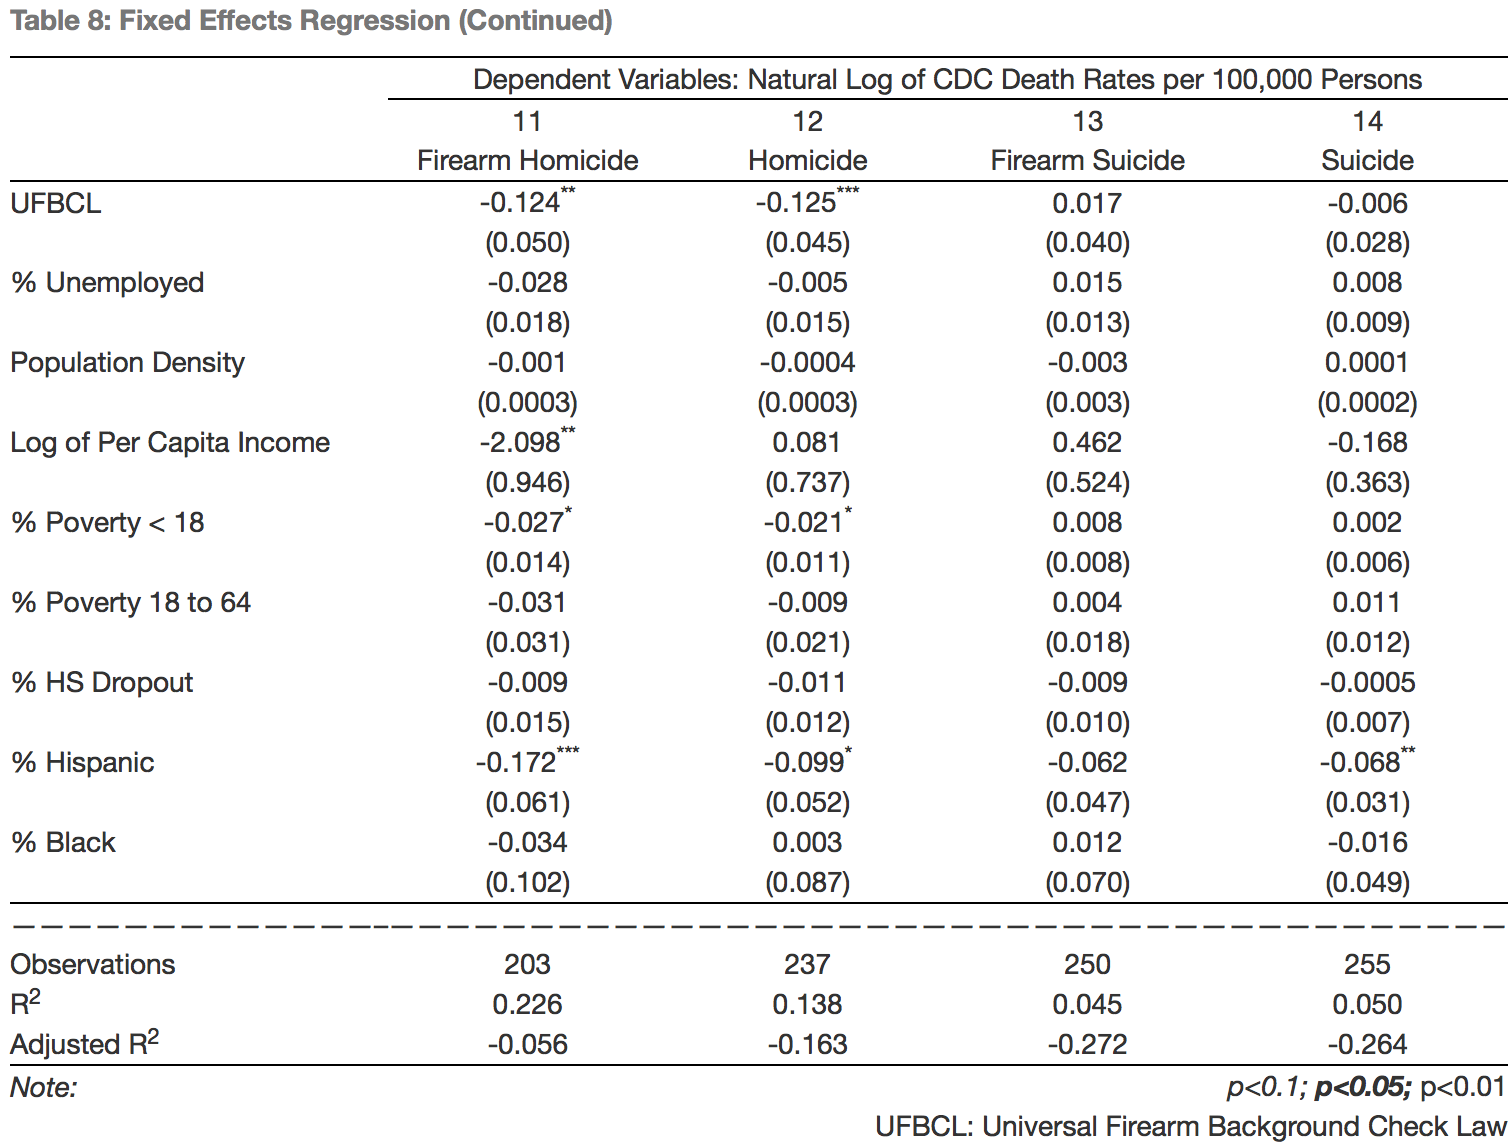 Table 8: Fixed Effects Regression (Continued)
Dependent Variables: Natural Log of CDC Death Rates per 100,000 Persons
11 12 13 14
Firearm Homicide Homicide Firearm Suicide Suicide
UFBCL -0.124** -0.125*** 0.017 -0.006
(0.050) (0.045) (0.040) (0.028)
% Unemployed -0.028 -0.005 0.015 0.008
(0.018) (0.015) (0.013) (0.009)
Population Density -0.001 -0.0004 -0.003 0.0001
(0.0003) (0.0003) (0.003) (0.0002)
Log of Per Capita Income -2.098** 0.081 0.462 -0.168
(0.946) (0.737) (0.524) (0.363)
% Poverty < 18 -0.027* -0.021* 0.008 0.002
(0.014) (0.011) (0.008) (0.006)
% Poverty 18 to 64 -0.031 -0.009 0.004 0.011
(0.031) (0.021) (0.018) (0.012)
% HS Dropout -0.009 -0.011 -0.009 -0.0005
(0.015) (0.012) (0.010) (0.007)
% Hispanic -0.172*** -0.099* -0.062 -0.068**
(0.061) (0.052) (0.047) (0.031)
% Black -0.034 0.003 0.012 -0.016
(0.102) (0.087) (0.070) (0.049)
Observations 203 237 250 255
R2 0.226 0.138 0.045 0.050
Adjusted R2 -0.056 -0.163 -0.272 -0.264
Note: p<0.1; p<0.05; p<0.01
UFBCL: Universal Firearm Background Check Law